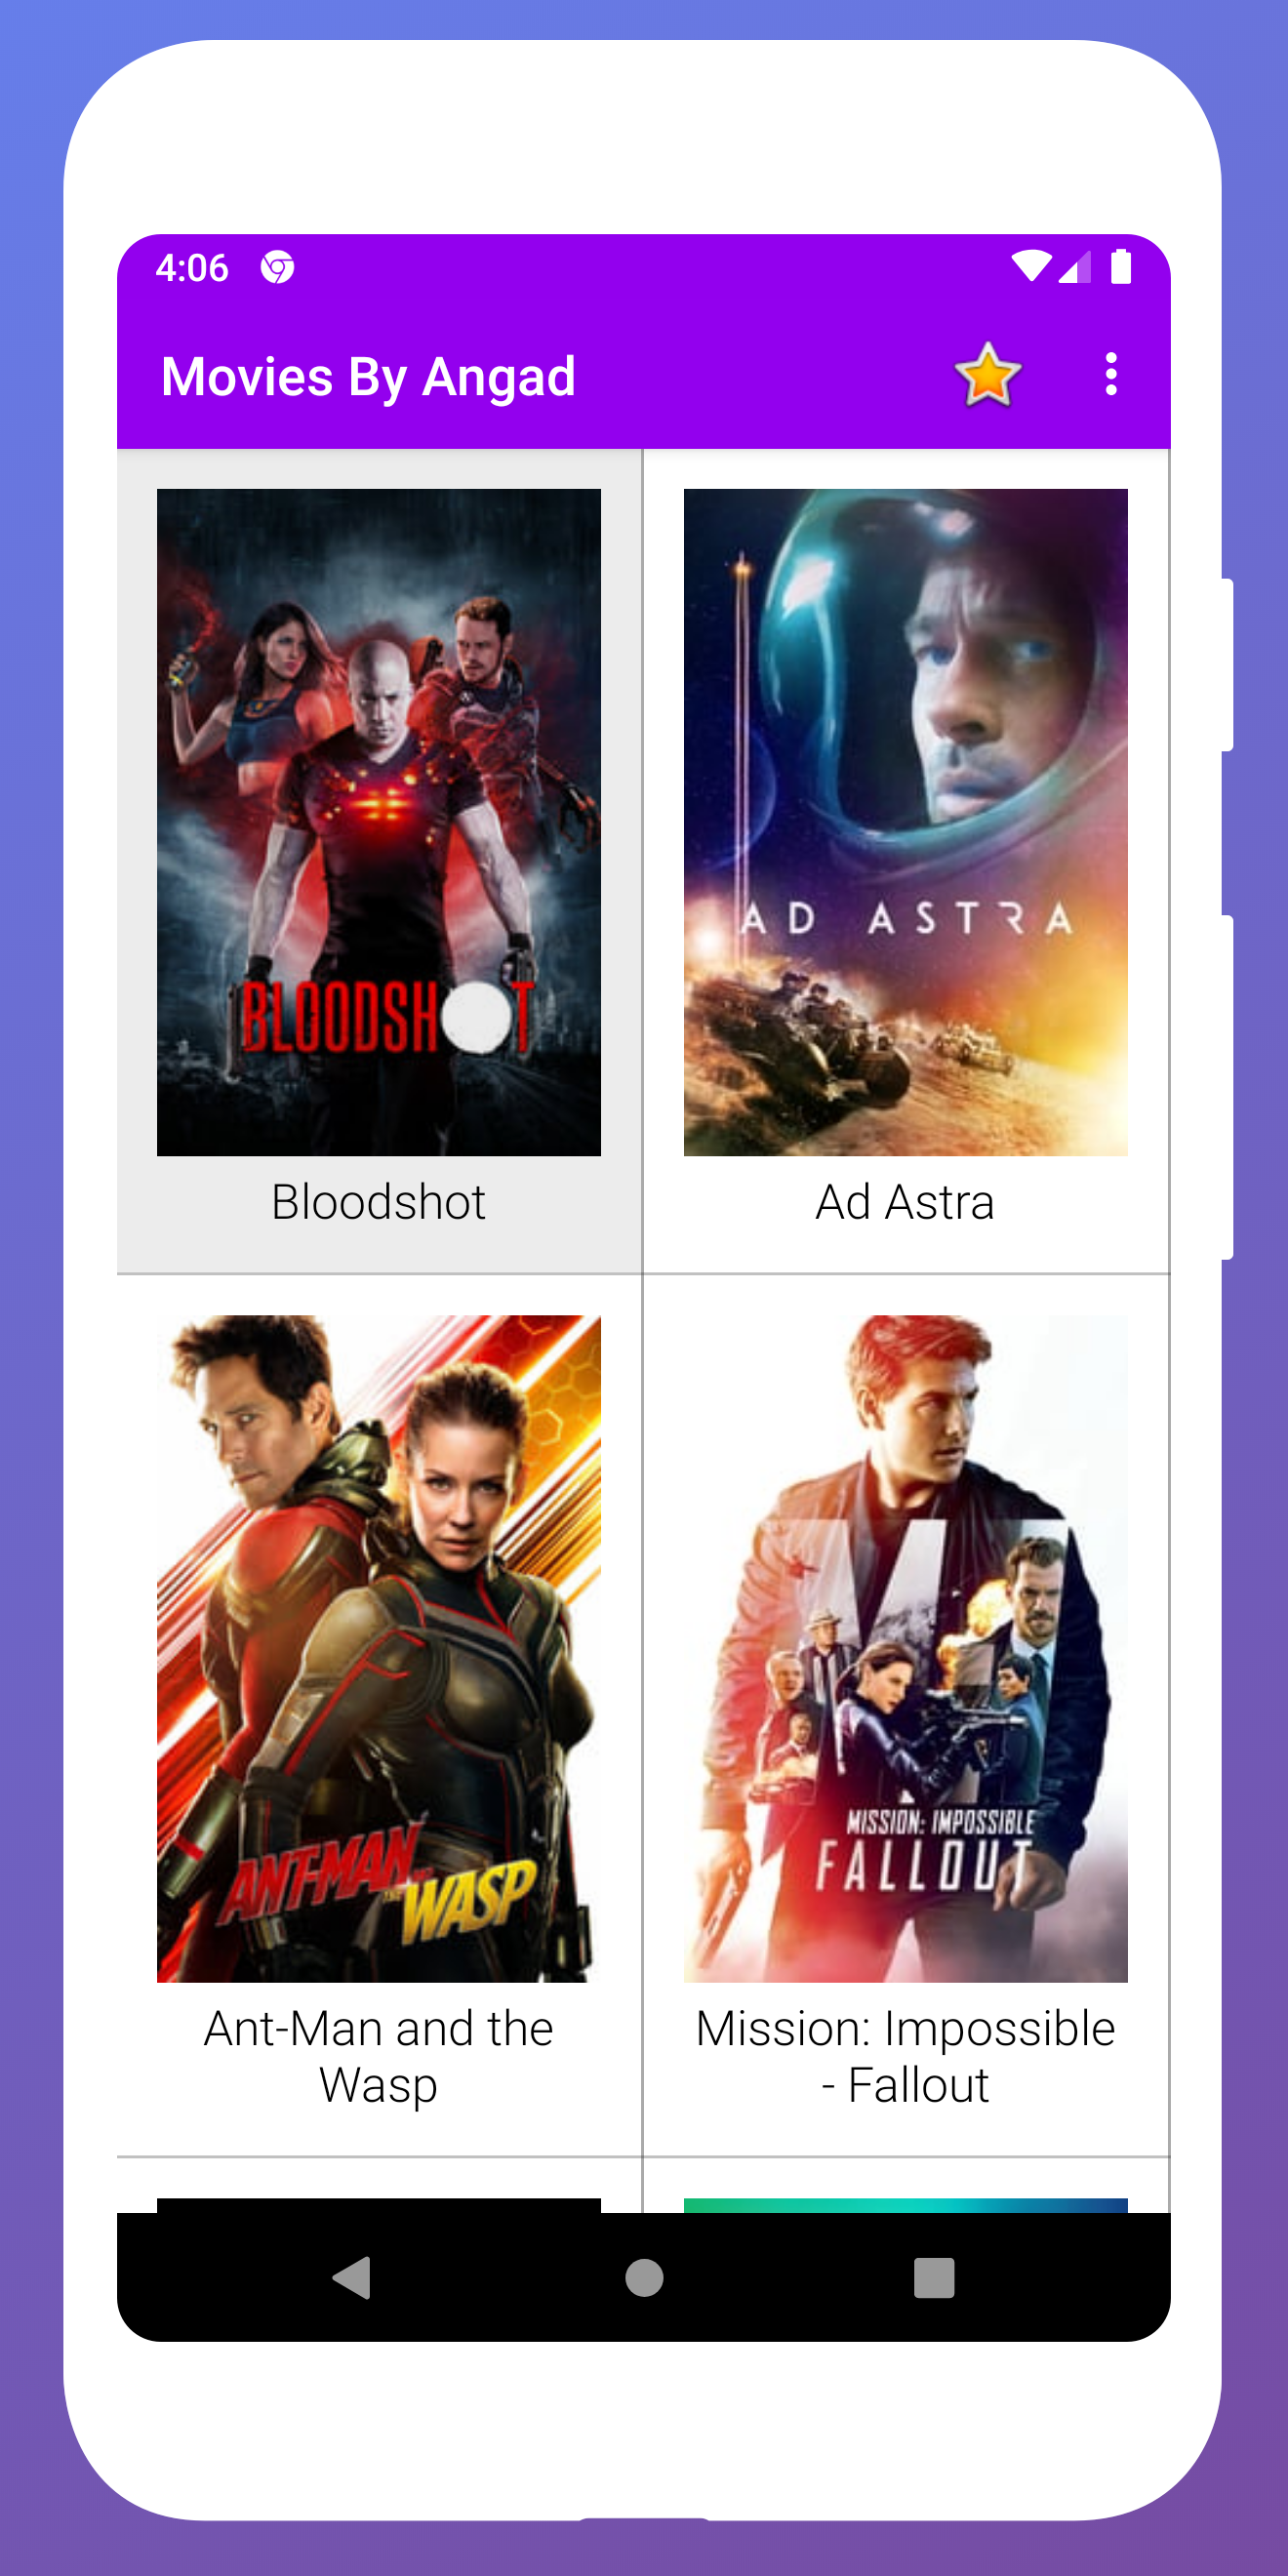 4:06
Movies By Angad
BLOODSHOT
Bloodshot
AD ASTRA
Ad Astra
ANT-MAN
AND THE WASP
Ant-Man and the
Wasp
MISSION: IMPOSSIBLE
FALLOUT
Mission: Impossible
- Fallout